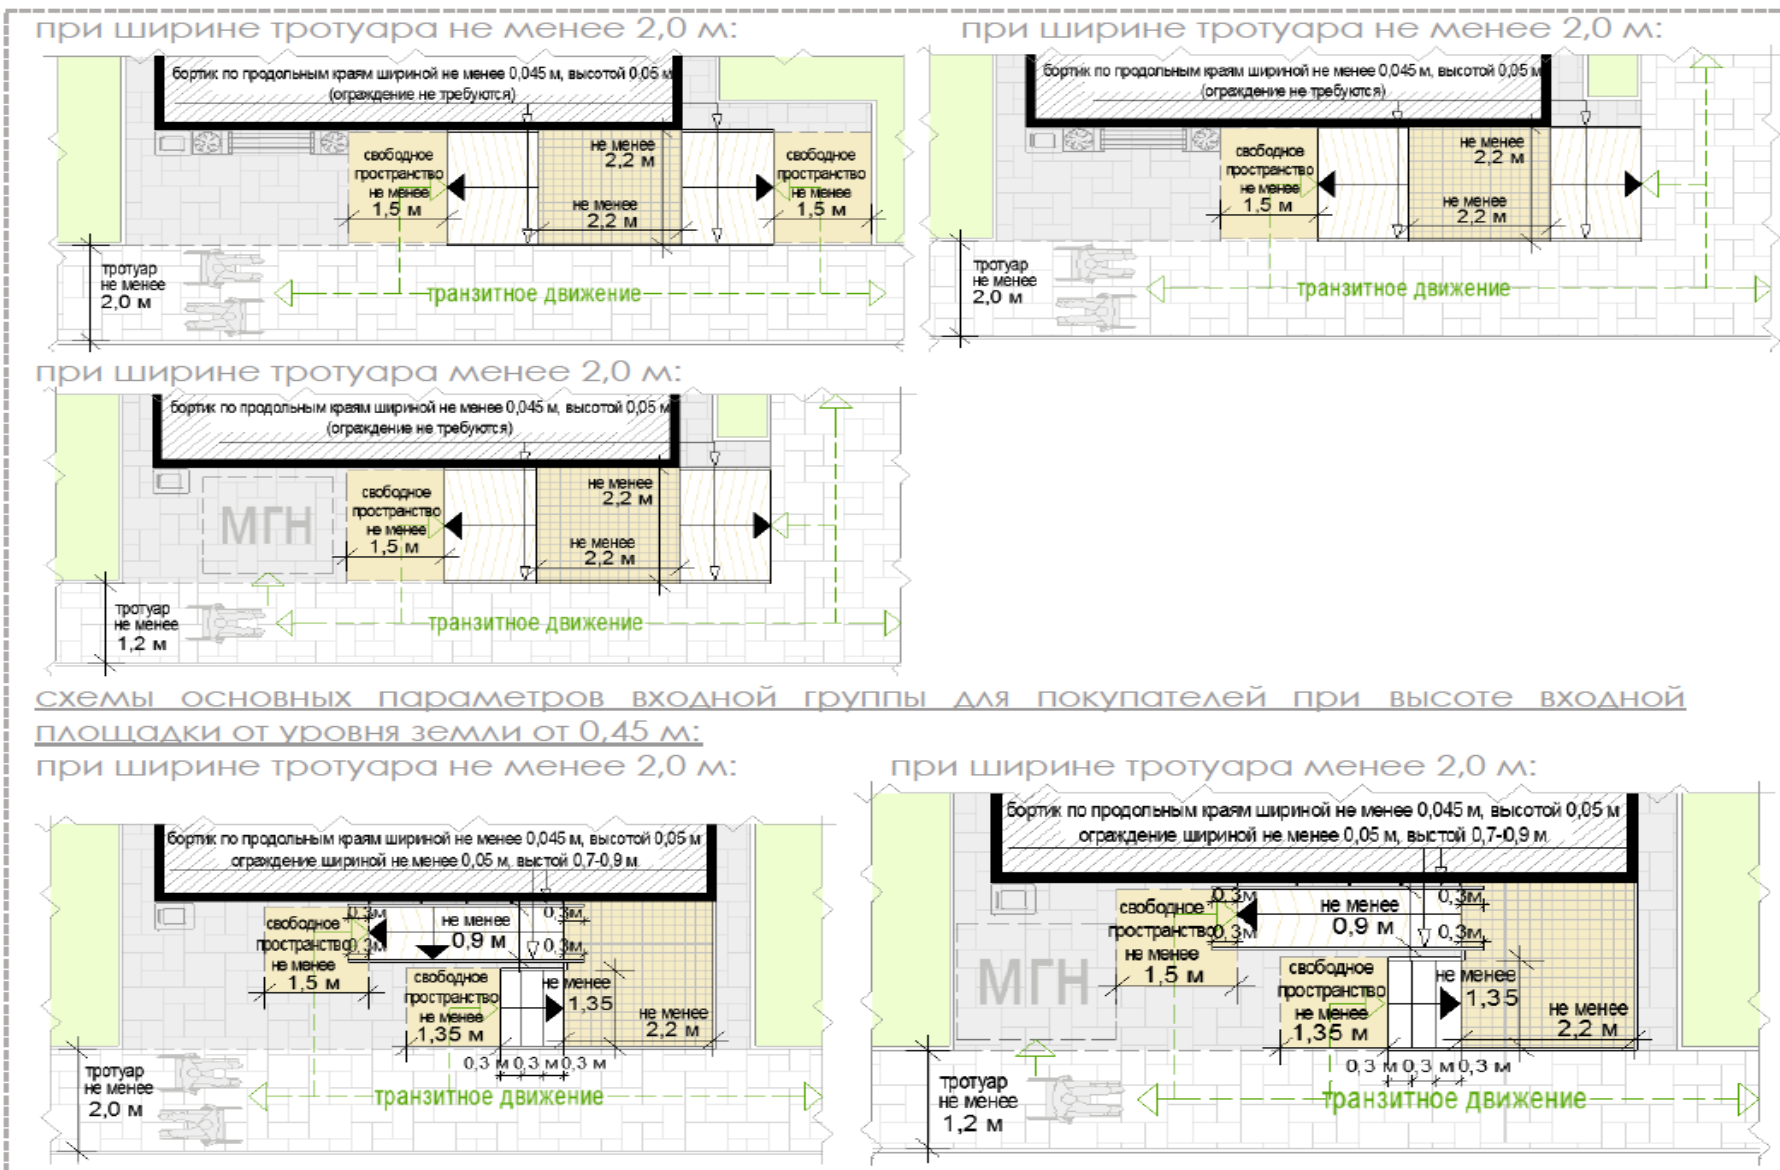 при ширине тротуара не менее 2,0 м:
бортик по продольным краям шириной не менее 0,045 м, высотой 0,05 м
(ограждение не требуются)
свободное
пространство
не менее
1,5 м
не менее
2,2 м
не менее
2,2 м
свободное
пространство
не менее
1,5 м
тротуар
не менее
2,0 м
транзитное движение
при ширине тротуара не менее 2,0 м:
бортик по продольным краям шириной не менее 0,045 м, высотой 0,05 м
(ограждение не требуются)
свободное
пространство
не менее
1,5 м
не менее
2,2 м
не менее
2,2 м
тротуар
не менее
2,0 м
транзитное движение
при ширине тротуара менее 2,0 м:
бортик по продольным краям шириной не менее 0,045 м, высотой 0,05 м
(ограждение не требуются)
МГН
свободное
пространство
не менее
1,5 м
не менее
2,2 м
не менее
2,2 м
тротуар
не менее
1,2 м
транзитное движение
схемы основных параметров входной группы для покупателей при высоте входной
площадки от уровня земли от 0,45 м:
при ширине тротуара не менее 2,0 м:
бортик по продольным краям шириной не менее 0,045 м, высотой 0,05 м
ограждение шириной не менее 0,05 м, выстой 0,7-0,9 м
0,3м
не менее
0,9 м
0,3м
0,3м
0,3м
свободное
пространство
не менее
1,5 м
свободное
пространство
не менее
1,35 м
не менее
1,35
не менее
2,2 м
0,3 м 0,3 м 0,3 м
тротуар
не менее
2,0 м
транзитное движение
при ширине тротуара менее 2,0 м:
бортик по продольным краям шириной не менее 0,045 м, высотой 0,05 м
ограждение шириной не менее 0,05 м, выстой 0,7-0,9 м
0,3м
не менее
0,9 м
0,3м
0,3м
0,3м
МГН
свободное
пространство
не менее
1,5 м
свободное
пространство
не менее
1,35 м
не менее
1,35
не менее
2,2 м
0,3 м 0,3 м 0,3 м
тротуар
не менее
1,2 м
транзитное движение